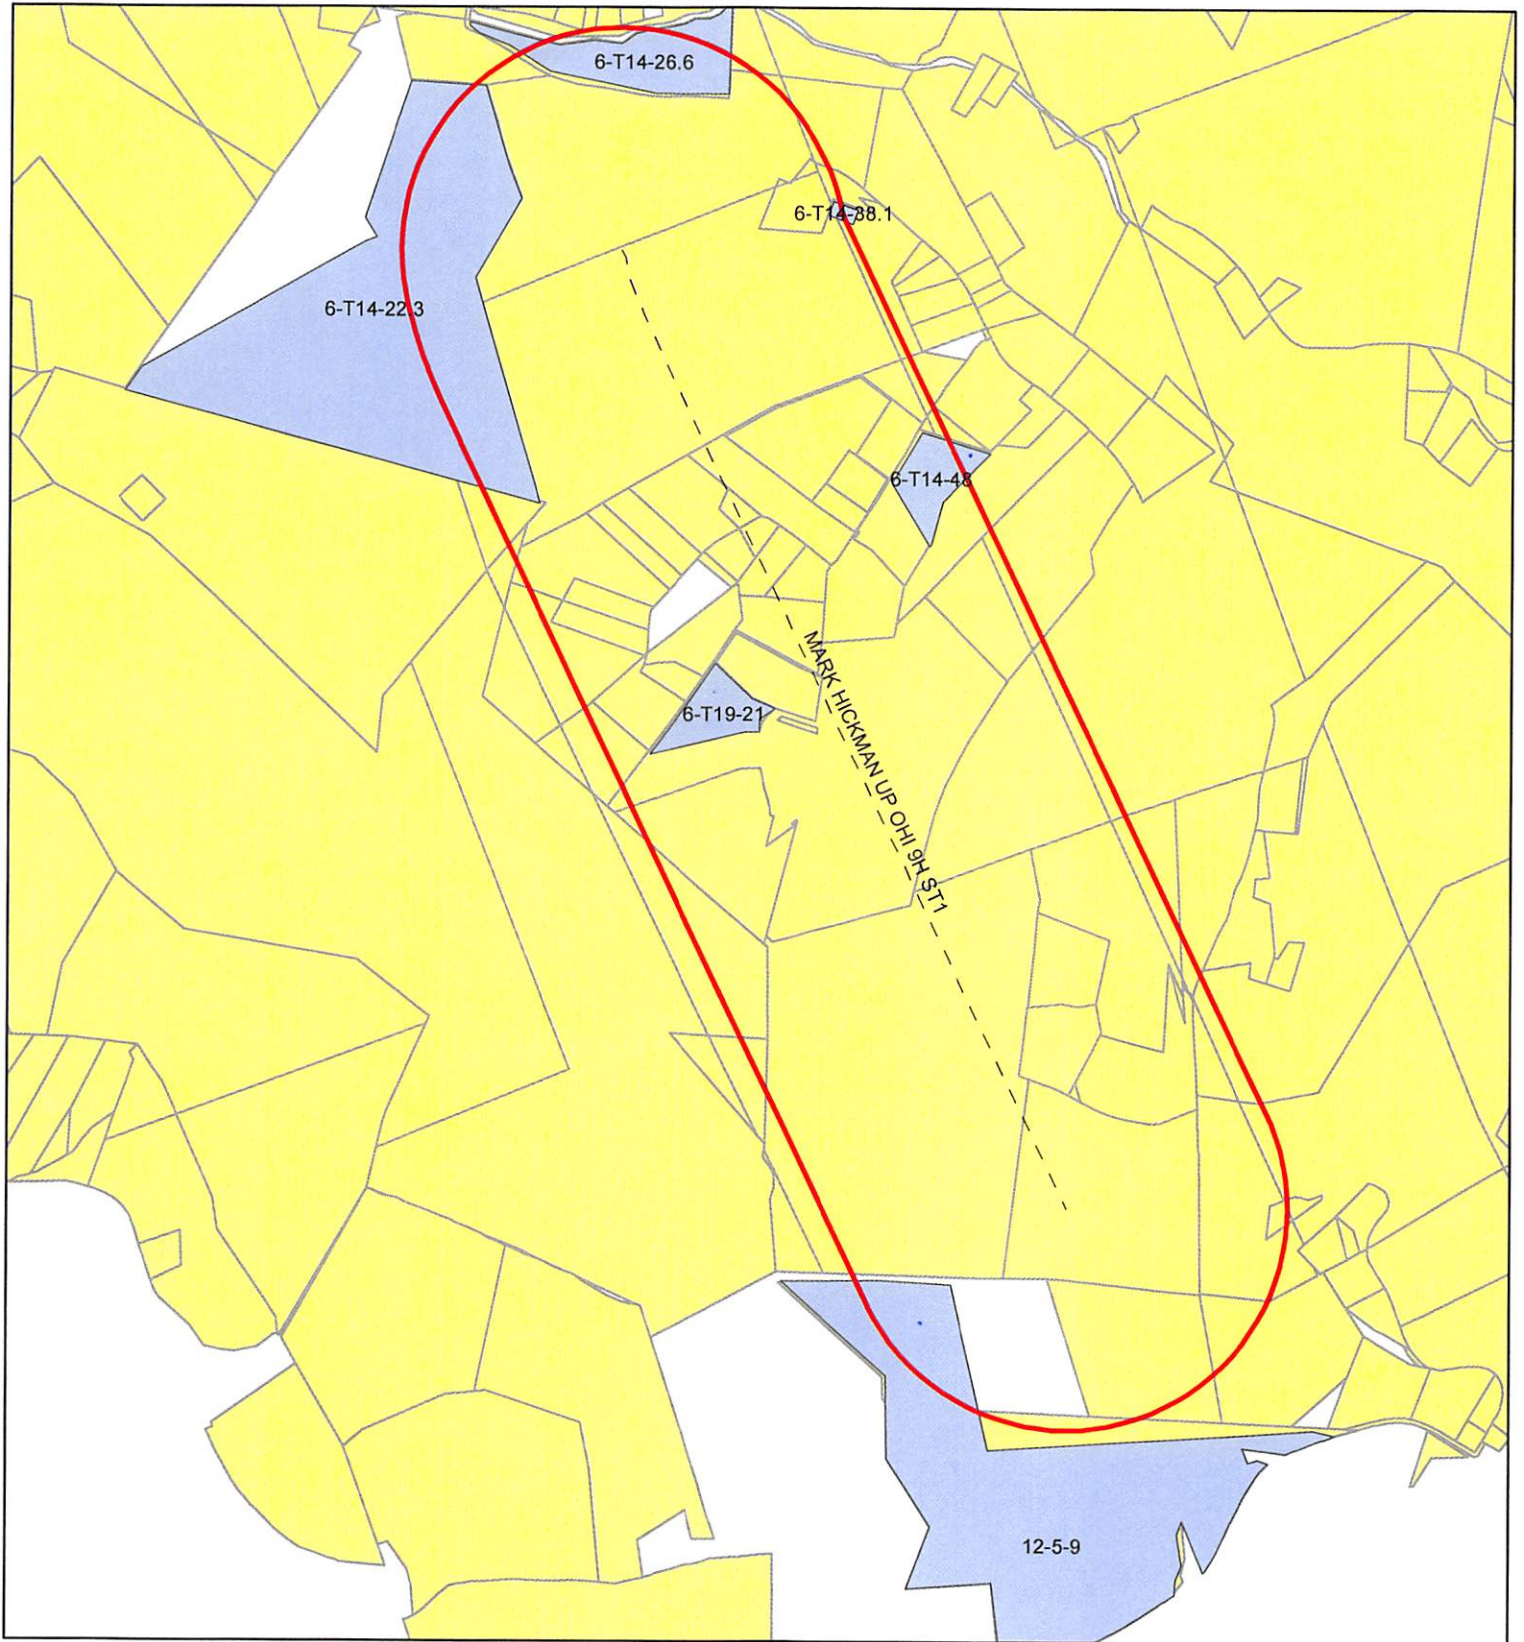 6-T14-26.6
6-T14-38.1
6-T14-22.3
6-T14-48
6-T19-21
MARK HICKMAN UP OHI 9H ST1
12-5-9